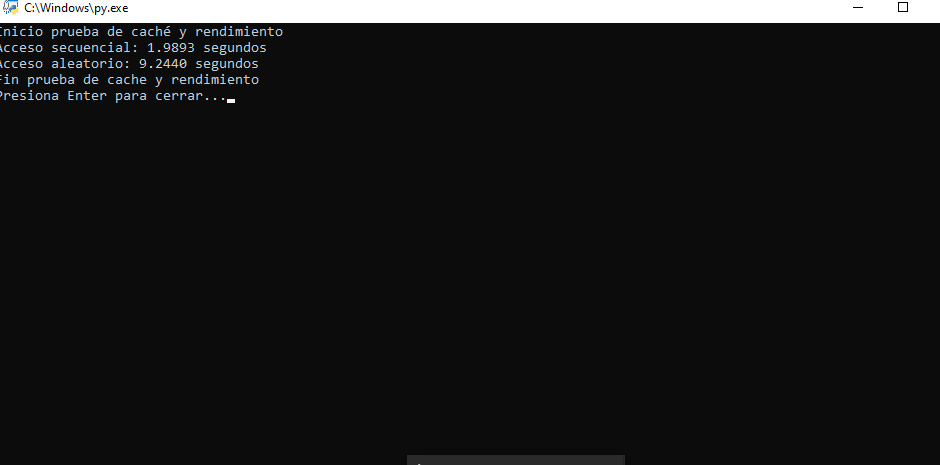 C:\Windows\py.exe
Inicio prueba de caché y rendimiento
Acceso secuencial: 1.9893 segundos
Acceso aleatorio: 9.2440 segundos
Fin prueba de cache y rendimiento
Presiona Enter para cerrar...